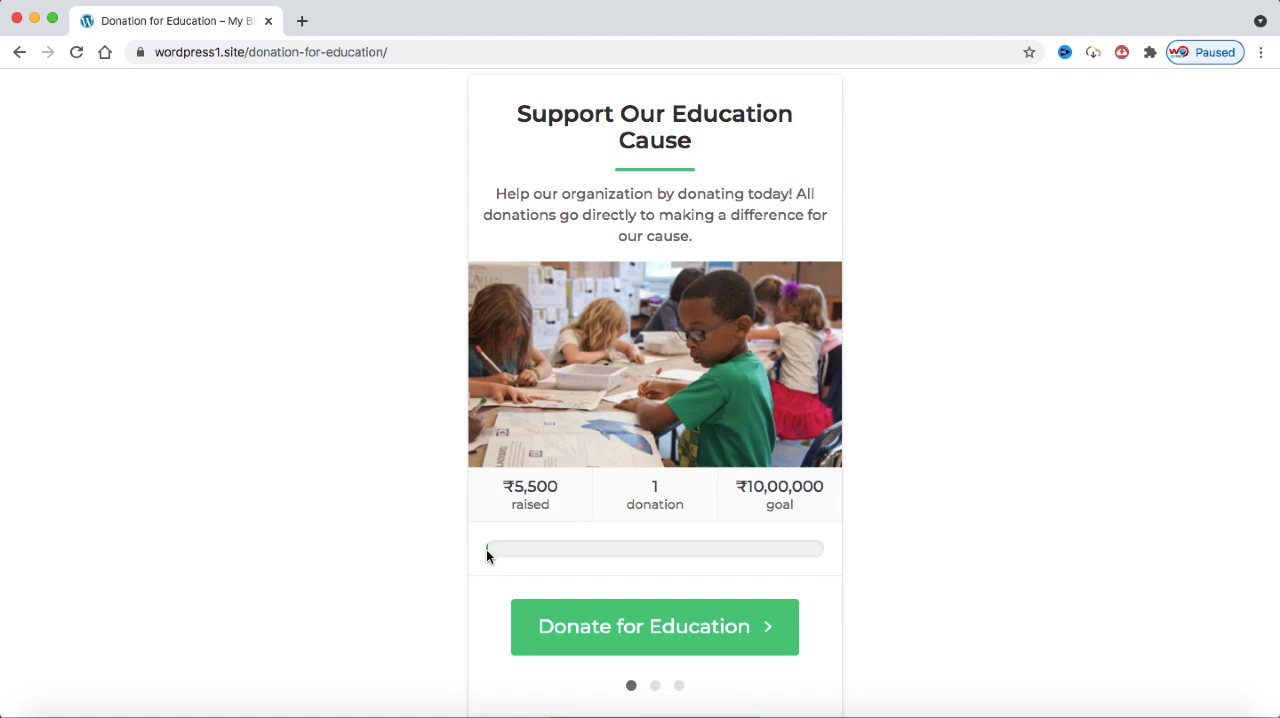 Donation for Education – My Bl
wordpress1.site/donation-for-education/
Paused
Support Our Education
Cause
Help our organization by donating today! All
donations go directly to making a difference for
our cause.
₹5,500
raised
1
donation
₹10,00,000
goal
Donate for Education